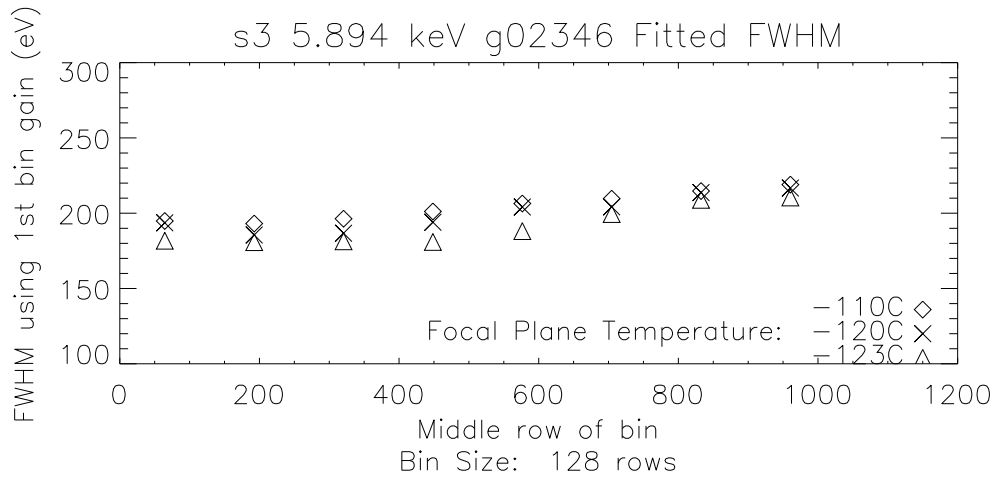 s3 5.894 keV g02346 Fitted FWHM
FWHM using 1st bin gain (eV)
300
250
200
150
100
-110C
Focal Plane Temperature: -120C
-123C
0 200 400 600 800 1000 1200
Middle row of bin
Bin Size: 128 rows